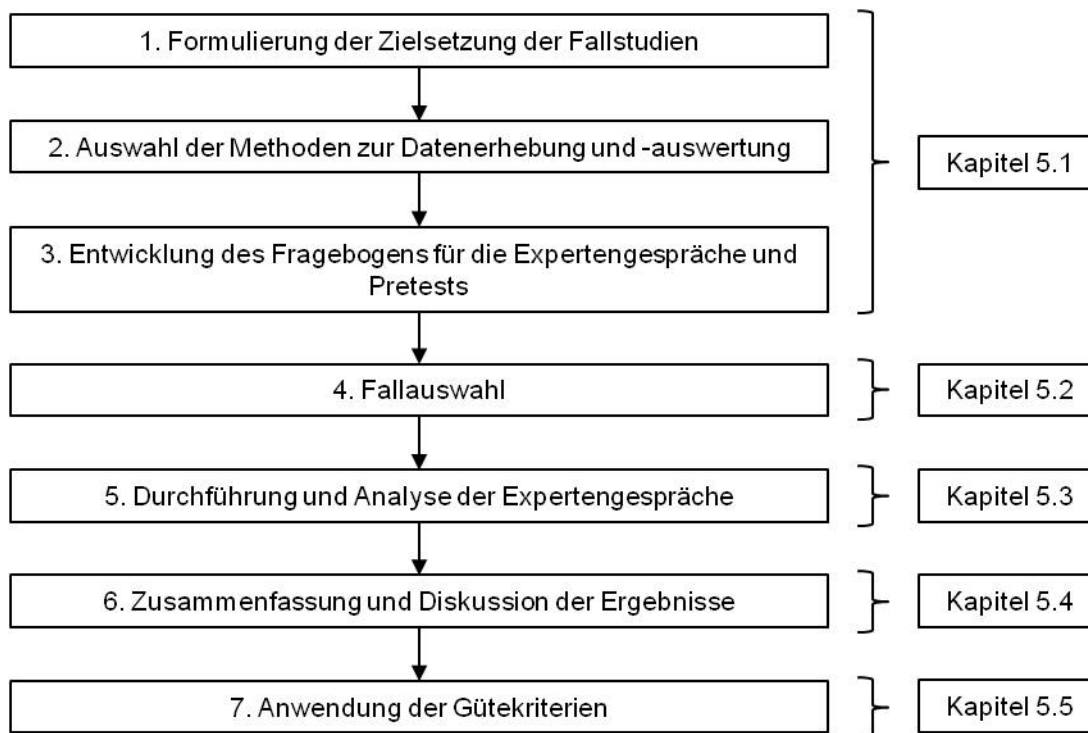 1. Formulierung der Zielsetzung der Fallstudien
2. Auswahl der Methoden zur Datenerhebung und -auswertung
Kapitel 5.1
3. Entwicklung des Fragebogens für die Expertengespräche und
Pretests
4. Fallauswahl
Kapitel 5.2
5. Durchführung und Analyse der Expertengespräche
Kapitel 5.3
6. Zusammenfassung und Diskussion der Ergebnisse
Kapitel 5.4
7. Anwendung der Gütekriterien
Kapitel 5.5